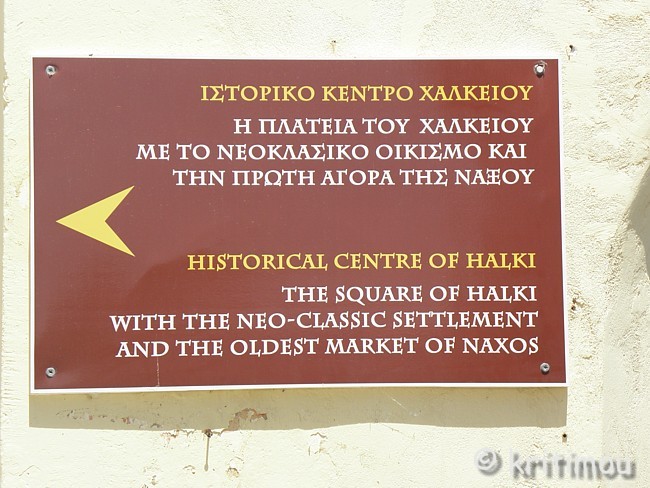 ΙΣΤΟΡΙΚΟ ΚΕΝΤΡΟ ΧΑΛΚΕΙΟΥ
Η ΠΛΑΤΕΙΑ ΤΟΥ ΧΑΛΚΕΙΟΥ
ΜΕ ΤΟ ΝΕΟΚΛΑΣΙΚΟ ΟΙΚΙΣΜΟ ΚΑΙ
ΤΗΝ ΠΡΩΤΗ ΑΓΟΡΑ ΤΗΣ ΝΑΞΟΥ
HISTORICAL CENTRE OF HALKI
THE SQUARE OF HALKI
WITH THE NEO-CLASSIC SETTLEMENT
AND THE OLDEST MARKET OF NAXOS
© kritimou